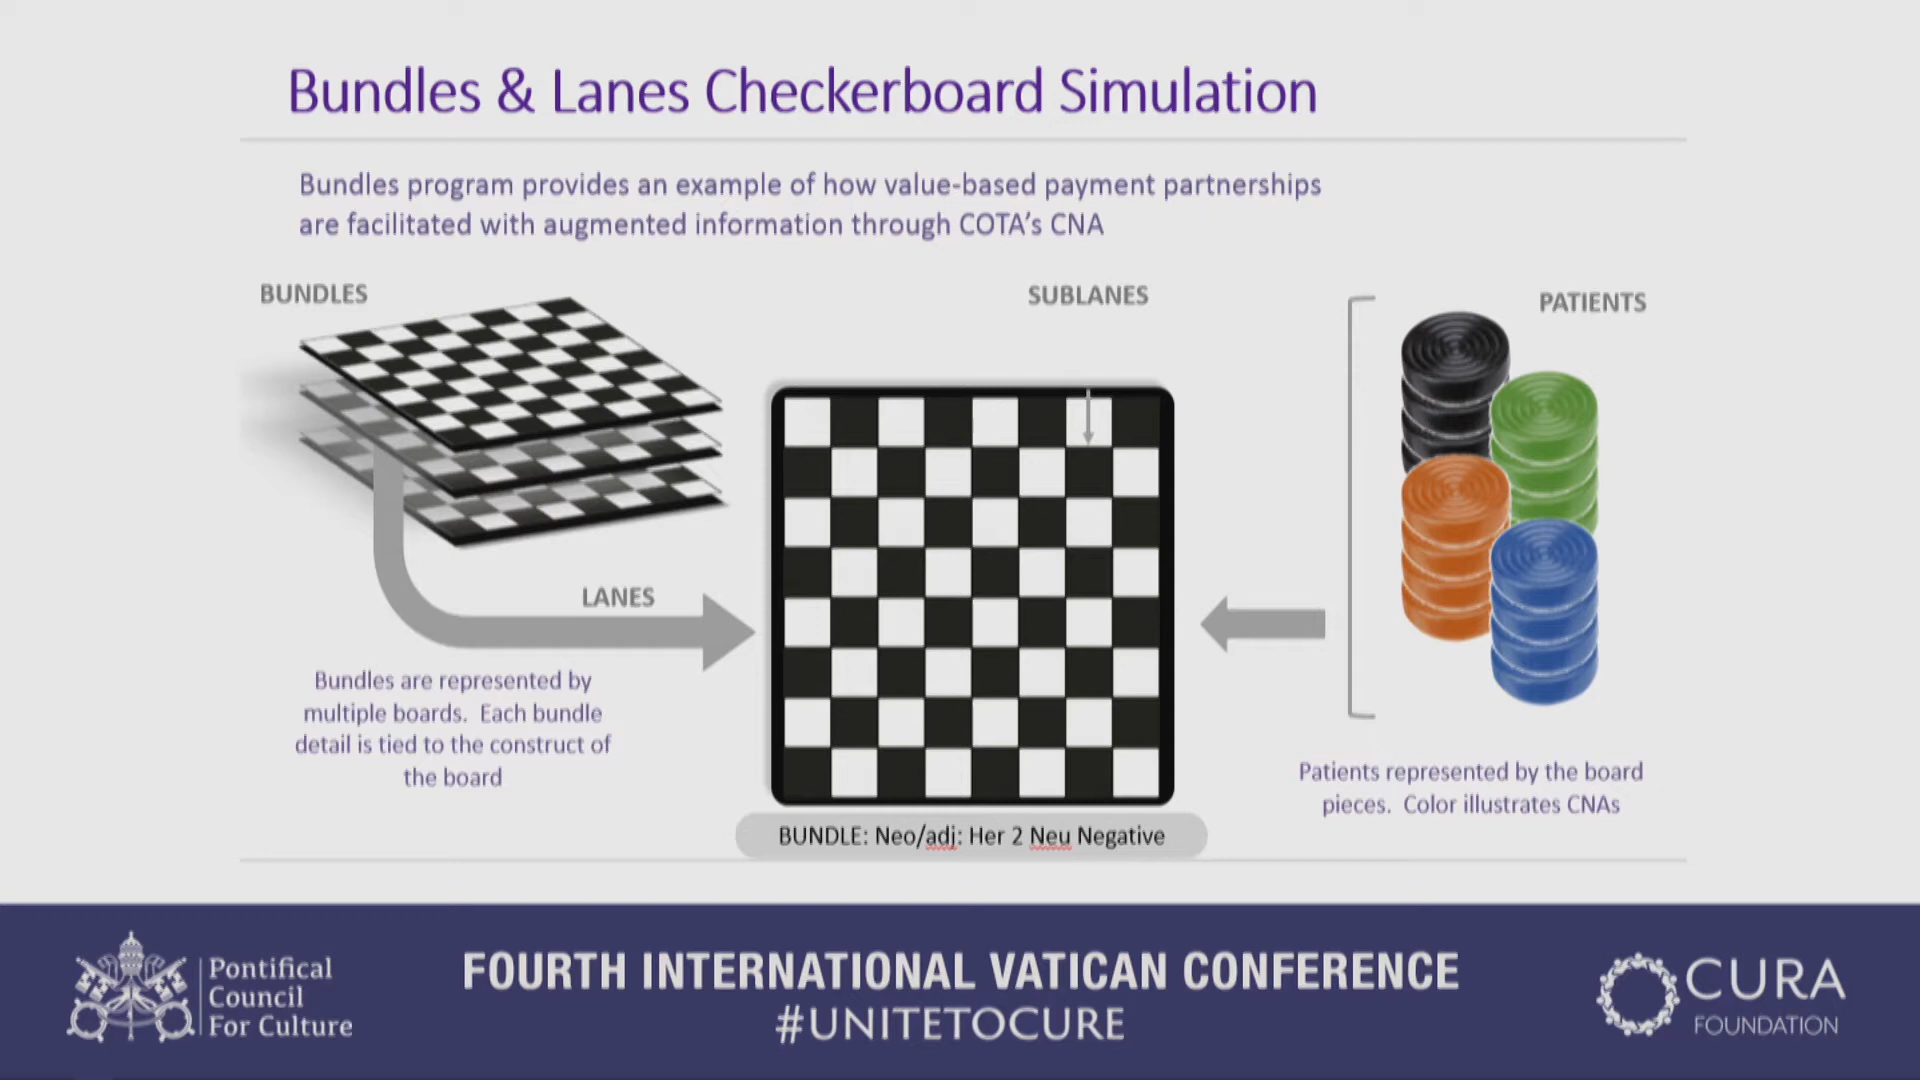 Bundles & Lanes Checkerboard Simulation
Bundles program provides an example of how value-based payment partnerships
are facilitated with augmented information through COTA's CNA
BUNDLES
SUBLANES
PATIENTS
LANES
Bundles are represented by
multiple boards. Each bundle
detail is tied to the construct of
the board
Patients represented by the board
pieces. Color illustrates CNAs
BUNDLE: Neo/adj: Her 2 Neu Negative
Pontifical
Council
For Culture
FOURTH INTERNATIONAL VATICAN CONFERENCE
#UNITETOCURE
CURA
FOUNDATION